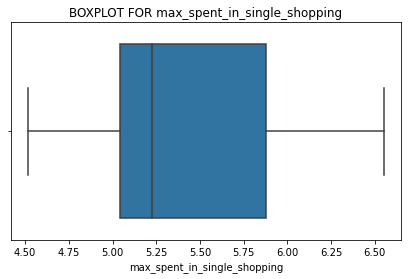 BOXPLOT FOR max_spent_in_single_shopping
4.50 4.75 5.00 5.25 5.50 5.75 6.00 6.25 6.50
max_spent_in_single_shopping